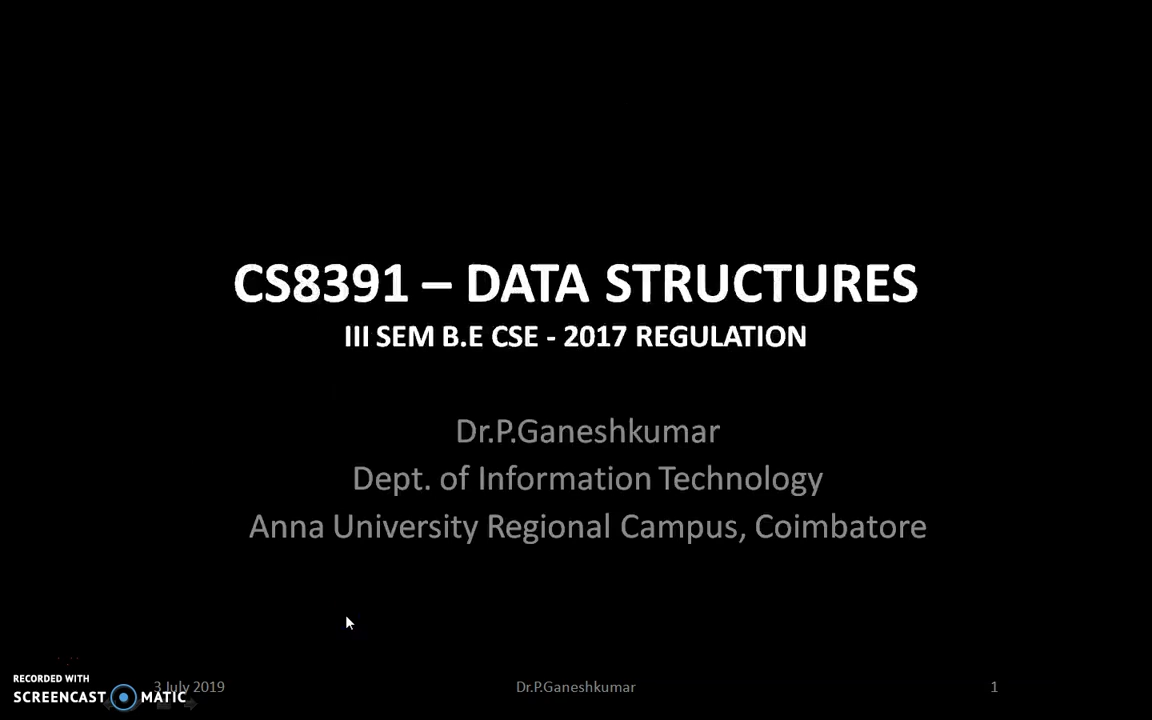 CS8391 – DATA STRUCTURES
III SEM B.E CSE - 2017 REGULATION
Dr.P.Ganeshkumar
Dept. of Information Technology
Anna University Regional Campus, Coimbatore
RECORDED WITH
SCREENCAST MATIC
3 July 2019
Dr.P.Ganeshkumar
1